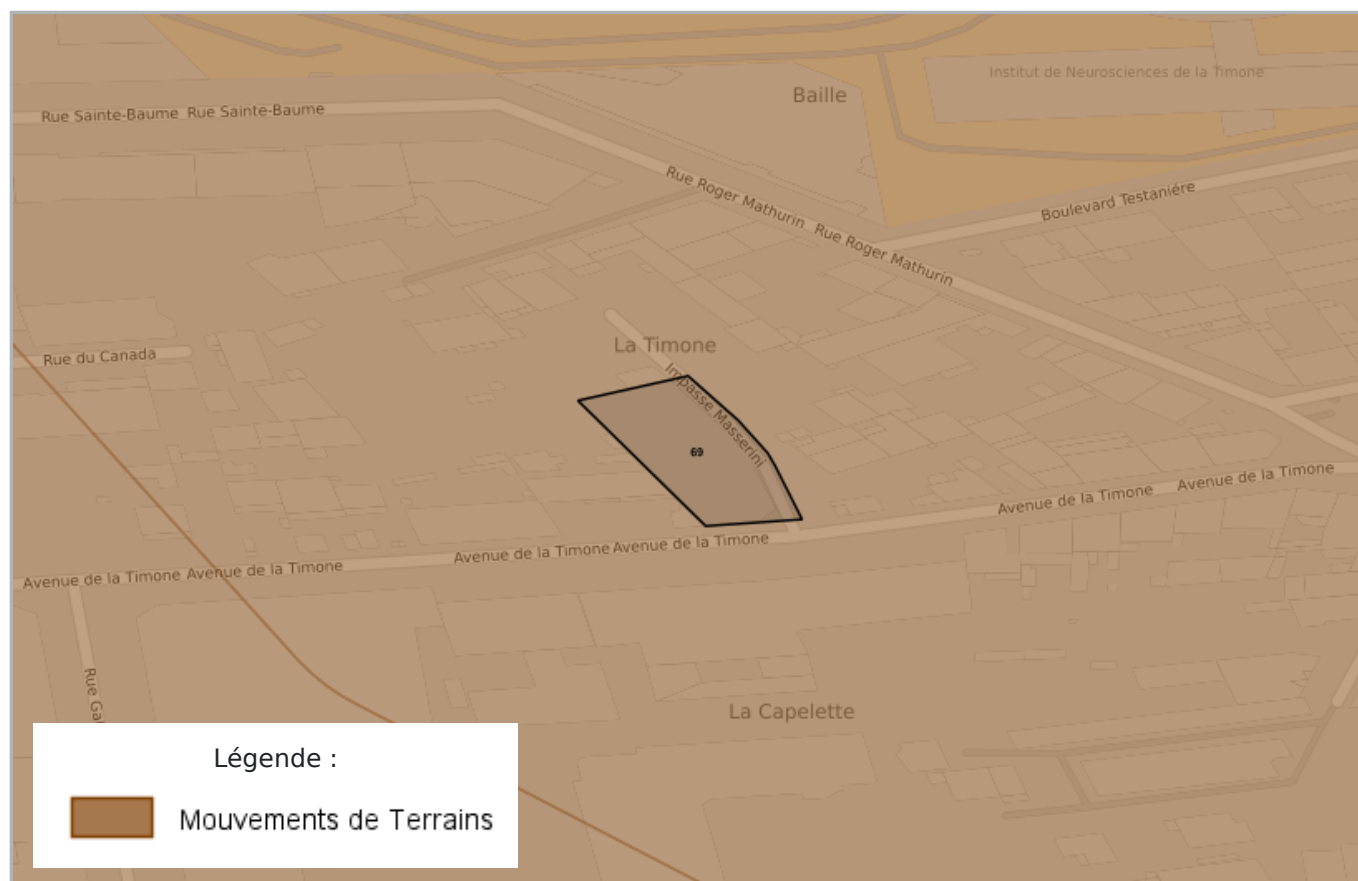 Institut de Neurosciences de la Timone
Baille
Rue Sainte-Baume Rue Sainte-Baume
Rue Roger Mathurin Rue Roger Mathurin
Boulevard Testaniére
La Timone
Rue du Canada
Impasse Masserini
69
Avenue de la Timone Avenue de la Timone
Avenue de la Timone Avenue de la Timone
Avenue de la Timone Avenue de la Timone
Rue Gal
La Capelette
Légende :
Mouvements de Terrains